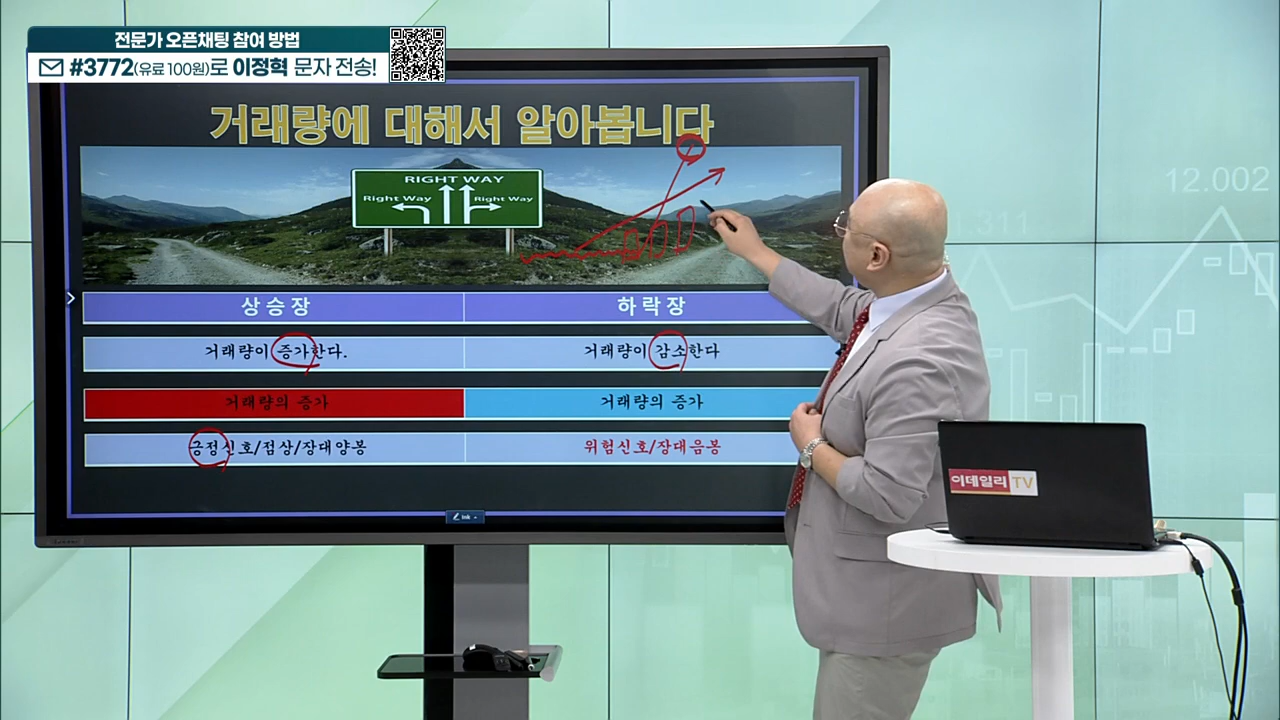 전문가 오픈채팅 참여 방법
#3772(유료 100원)로 이정혁 문자 전송!
거래량에 대해서 알아봅니다
RIGHT WAY
Right Way
Right Way
상승장
하락장
거래량이 증가한다.
거래량이 감소한다
거래량의 증가
거래량의 증가
긍정신호/점상/장대양봉
위험신호/장대음봉
Ink
이데일리TV
12.002
.311